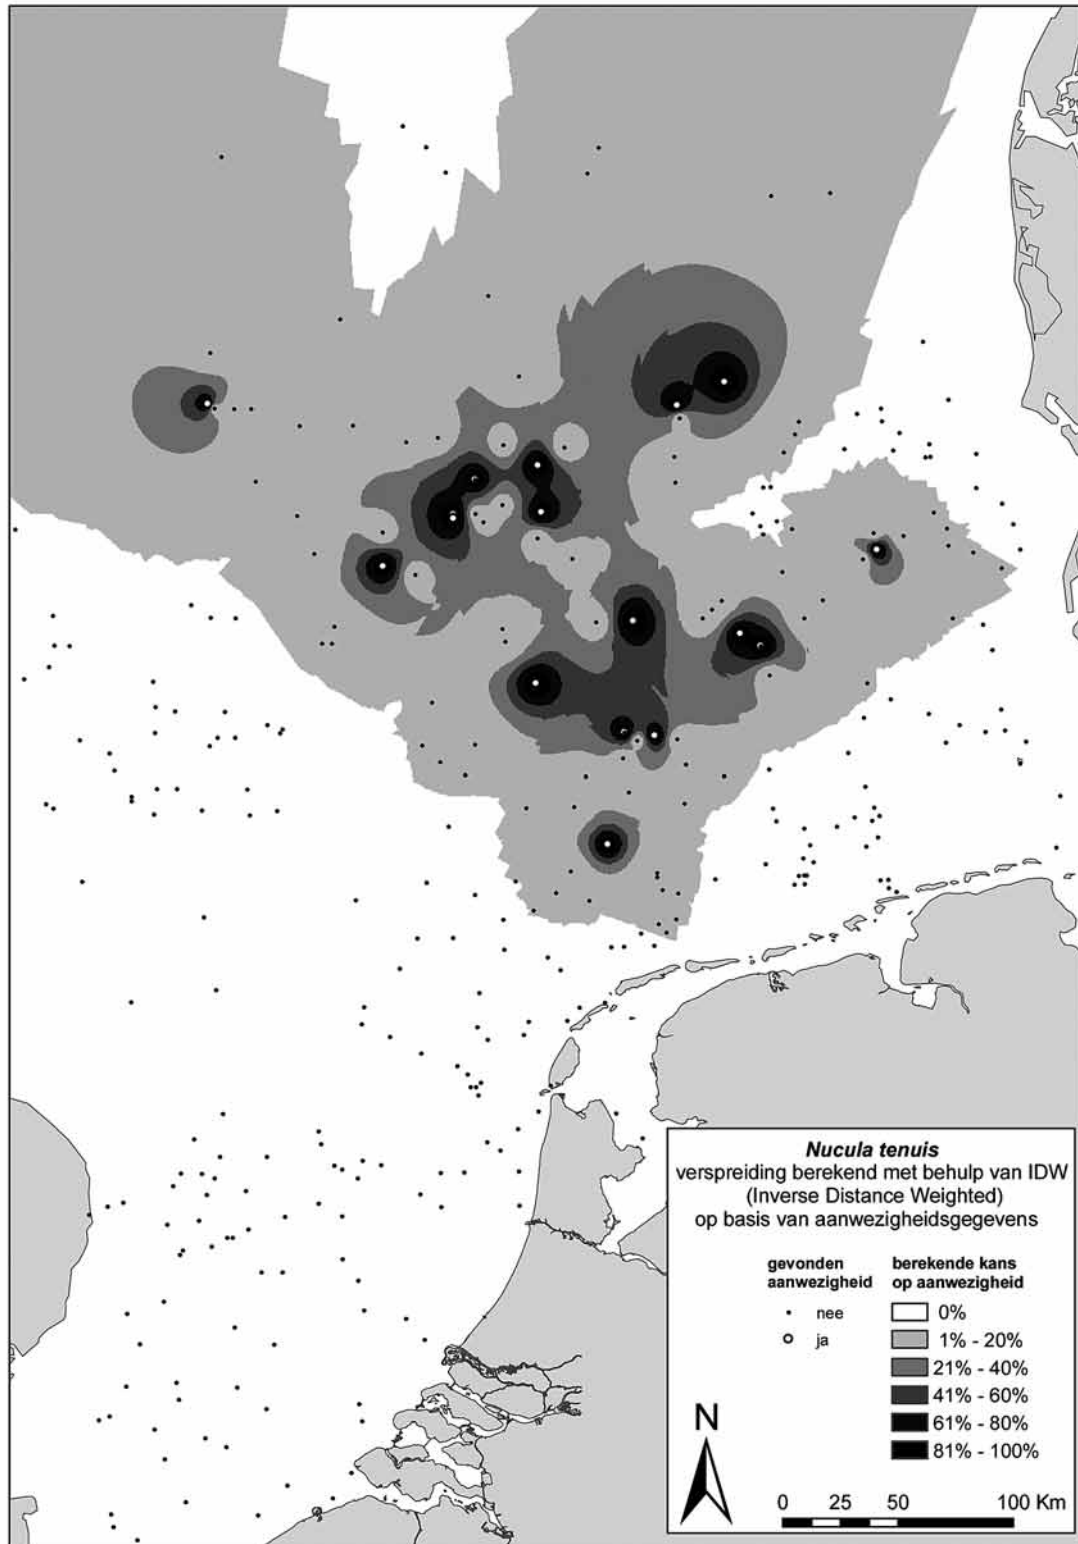 Nucula tenuis
verspreiding berekend met behulp van IDW
(Inverse Distance Weighted)
op basis van aanwezigheidsgegevens
gevonden
aanwezigheid
nee
ja
berekende kans
op aanwezigheid
0%
1% - 20%
21% - 40%
41% - 60%
61% - 80%
81% - 100%
N
0 25 50 100 Km